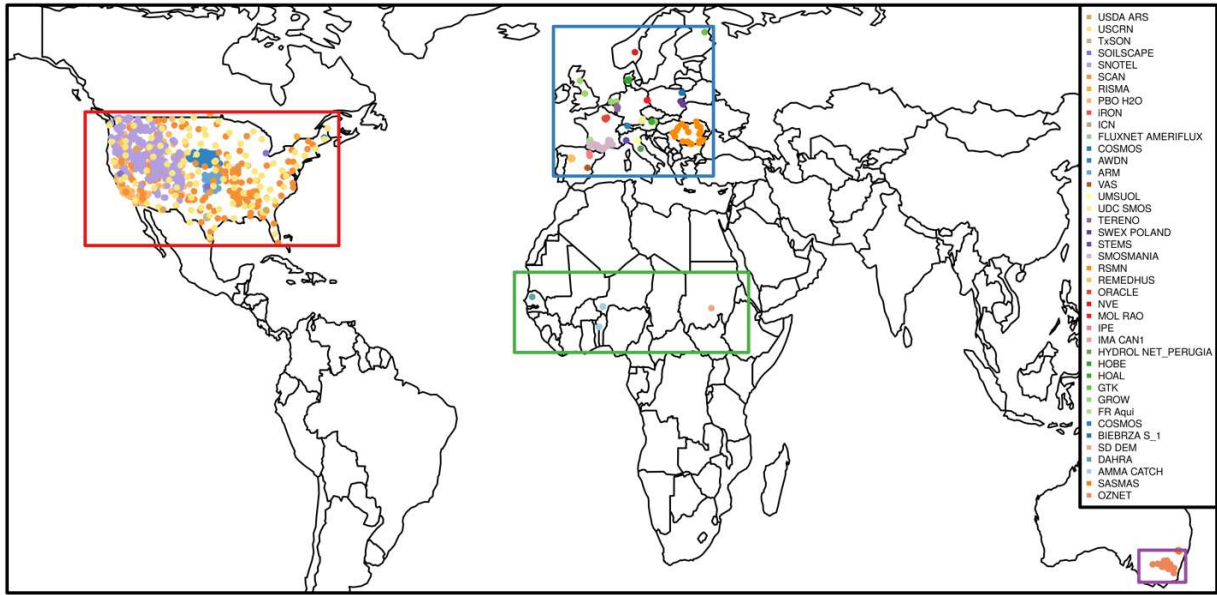 USDA ARS
USCRN
TxSON
SOILSCAPE
SNOTEL
SCAN
RISMA
PBO H2O
IRON
ICN
FLUXNET AMERIFLUX
COSMOS
AWDN
ARM
VAS
UMSUOL
UDC SMOS
TERENO
SWEX POLAND
STEMS
SMOSMANIA
RSMN
REMEDHUS
ORACLE
NVE
MOL RAO
IPE
IMA CAN1
HYDROL NET_PERUGIA
HOBE
HOAL
GTK
GROW
FR Aqui
COSMOS
BIEBRZA S_1
SD DEM
DAHRA
AMMA CATCH
SASMAS
OZNET